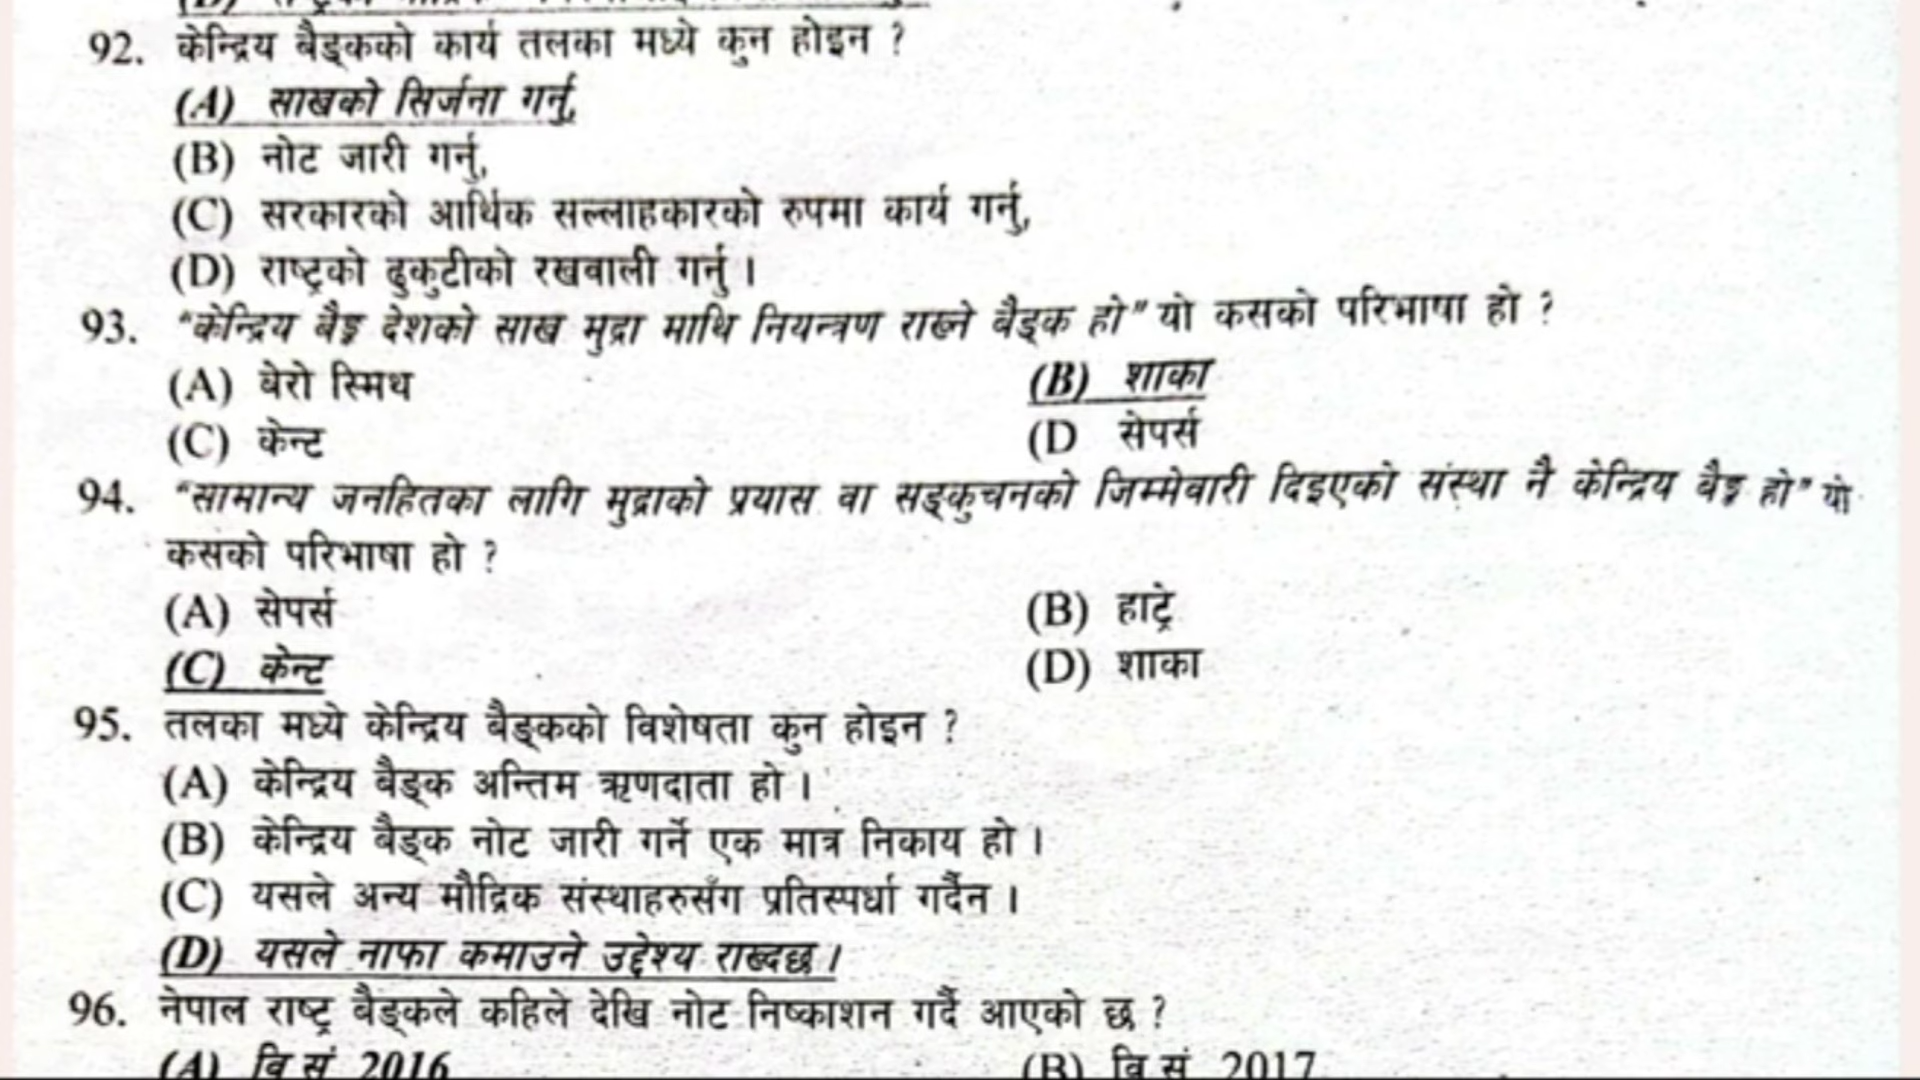 92. केन्द्रिय बैङ्कको कार्य तलका मध्ये कुन होइन ?
(A) साखको सिर्जना गर्नु,
(B) नोट जारी गर्नु,
(C) सरकारको आर्थिक सल्लाहकारको रुपमा कार्य गर्नु,
(D) राष्ट्रको ढुकुटीको रखवाली गर्नु ।
93. "केन्द्रिय बैङ्क देशको साख मुद्रा माथि नियन्त्रण राख्ने बैङ्क हो" यो कसको परिभाषा हो ?
(A) बेरो स्मिथ (B) शाका
(C) केन्ट (D सेपर्स
94. "सामान्य जनहितका लागि मुद्राको प्रयास वा सङ्कुचनको जिम्मेवारी दिइएको संस्था नै केन्द्रिय बैङ्क हो" यो
कसको परिभाषा हो ?
(A) सेपर्स (B) हाट्रे
(C) केन्ट (D) शाका
95. तलका मध्ये केन्द्रिय बैङ्कको विशेषता कुन होइन ?
(A) केन्द्रिय बैङ्क अन्तिम ऋणदाता हो ।
(B) केन्द्रिय बैङ्क नोट जारी गर्ने एक मात्र निकाय हो ।
(C) यसले अन्य मौद्रिक संस्थाहरुसँग प्रतिस्पर्धा गर्दैन ।
(D) यसले नाफा कमाउने उद्देश्य राख्दछ ।
96. नेपाल राष्ट्र बैङ्कले कहिले देखि नोट निष्काशन गर्दै आएको छ ?
(A) वि सं 2016 (B) वि सं 2017